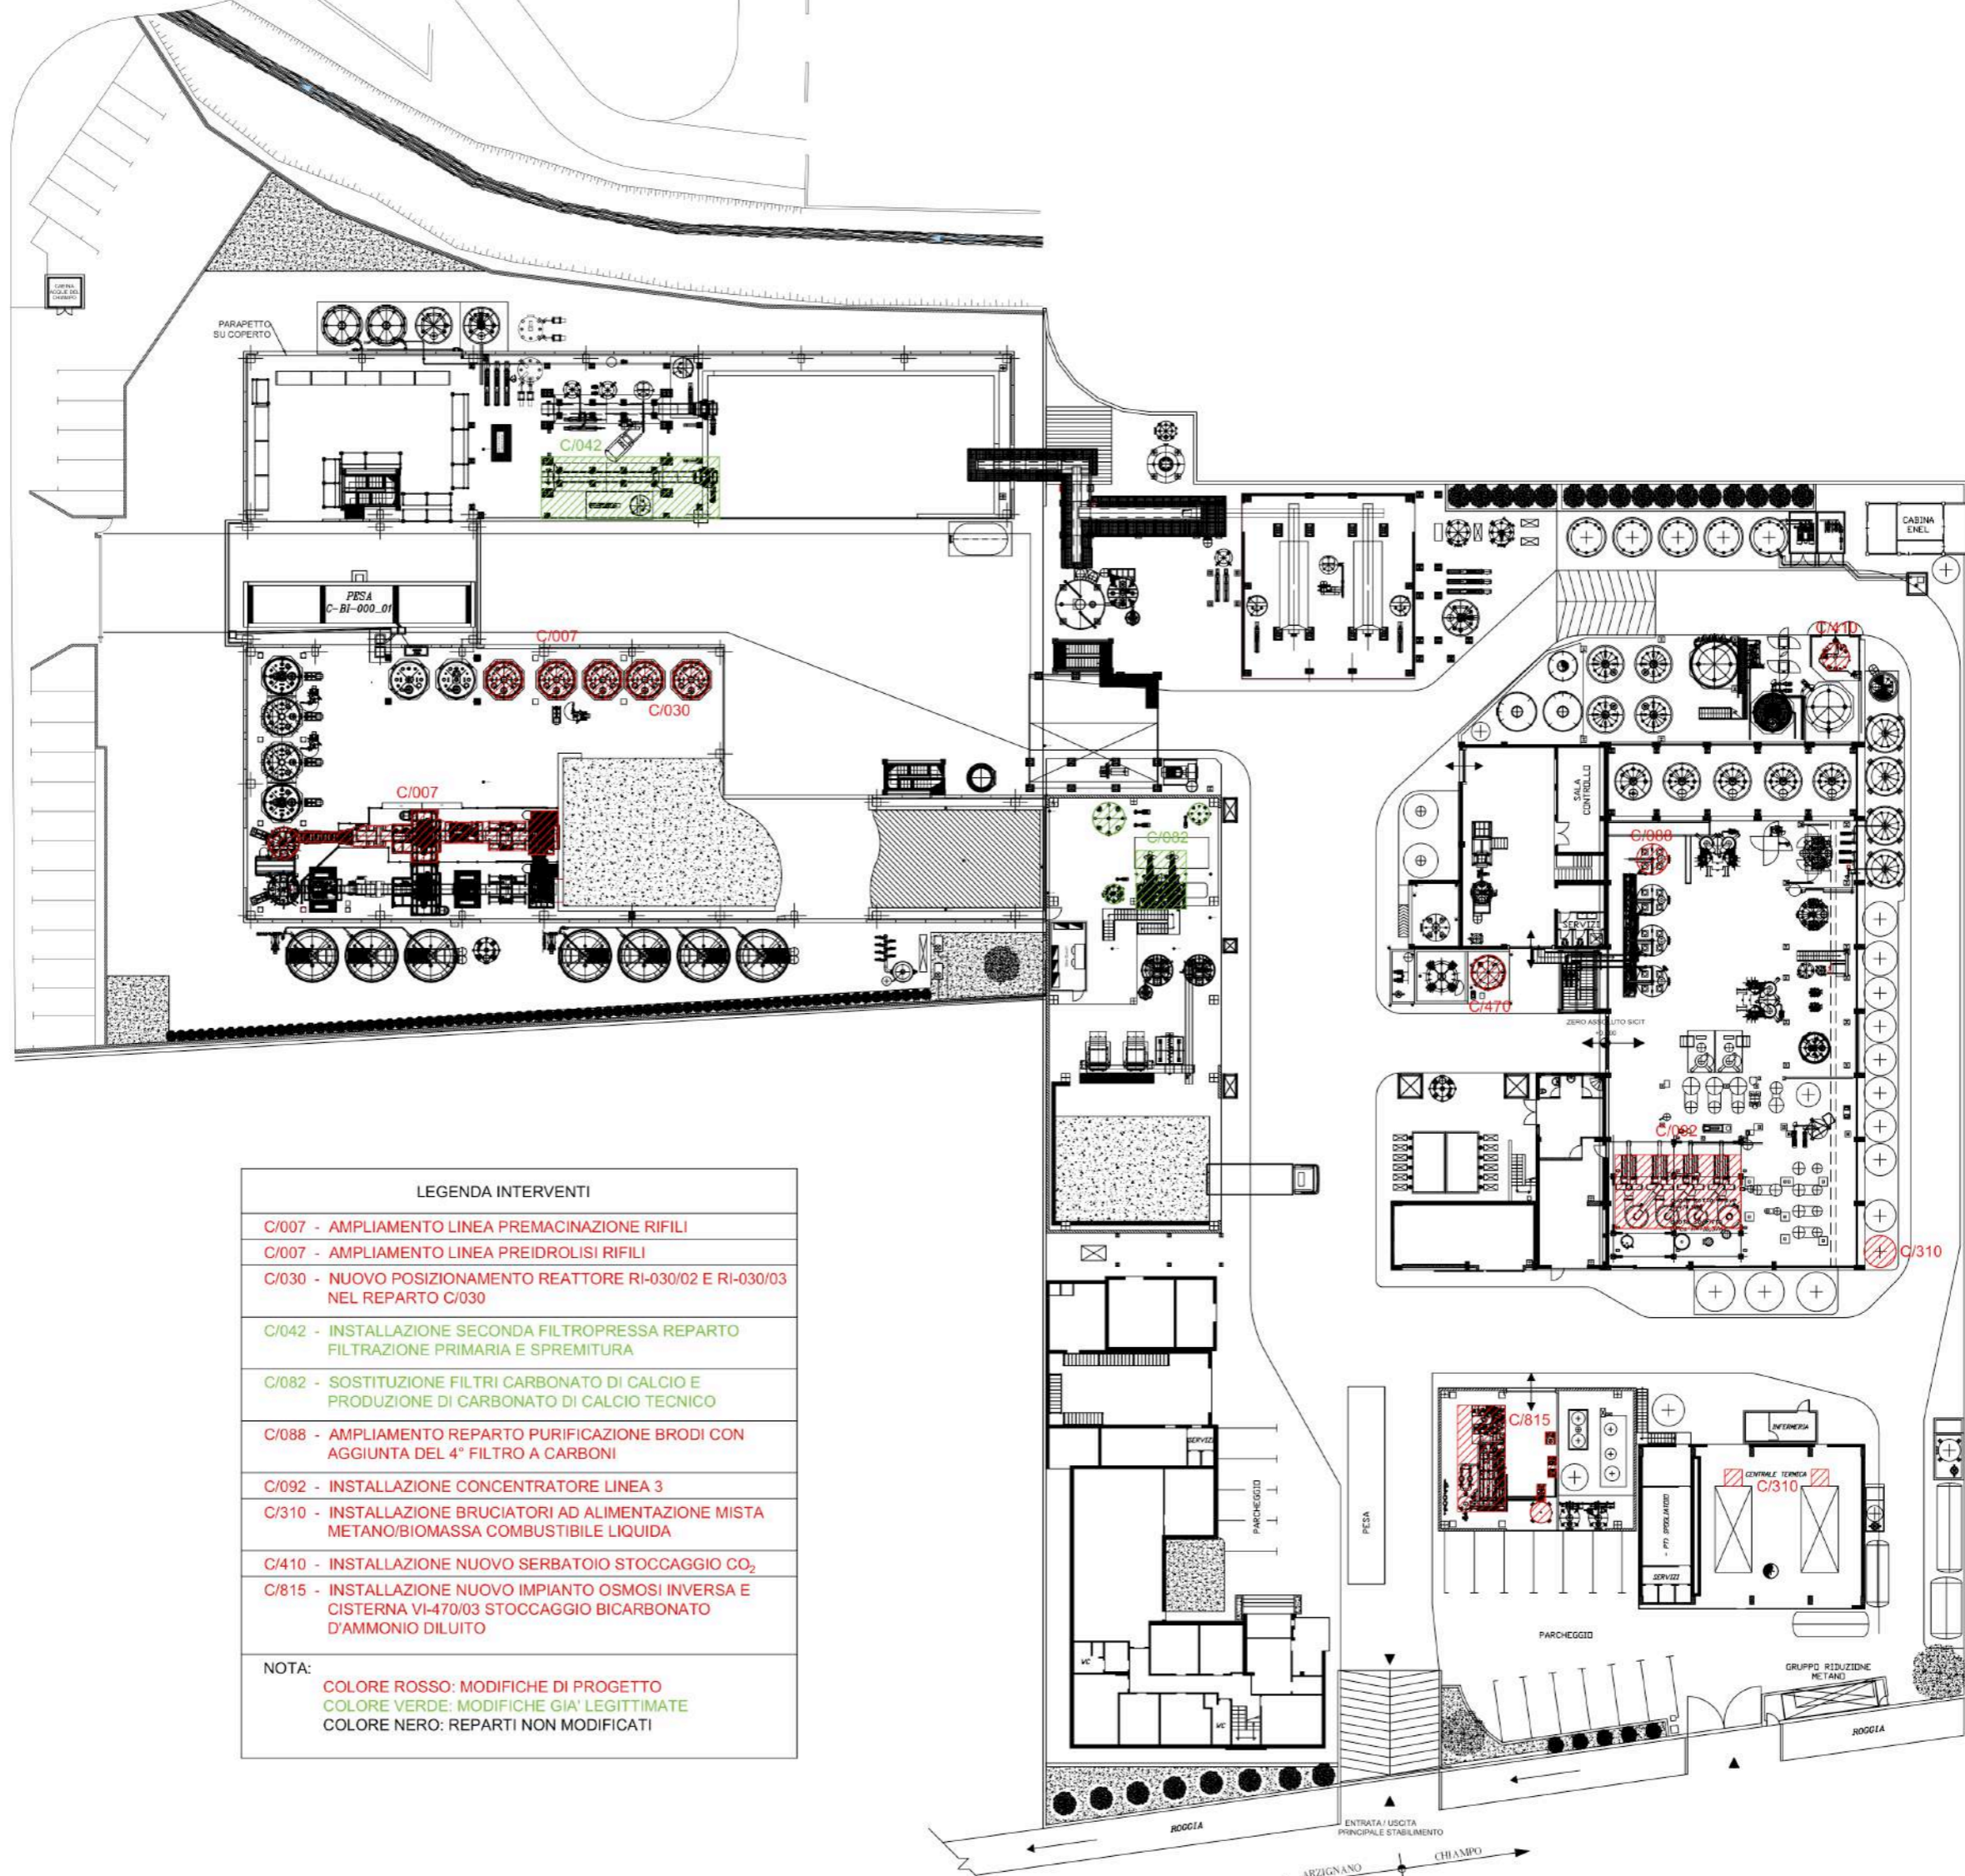 CABINA
ACQUE DEL
CHIAMPO
PARAPETTO
SU COPERTO
C/042
PESA
C-BI-000_01
C/007
C/030
C/007
C/082
CABINA
ENEL
C/410
SALA
CONTROLLO
C/088
SERVIZI
C/470
ZERO ASSOLUTO SICIT
C/092
C/310
LEGENDA INTERVENTI
C/007 - AMPLIAMENTO LINEA PREMACINAZIONE RIFILI
C/007 - AMPLIAMENTO LINEA PREIDROLISI RIFILI
C/030 - NUOVO POSIZIONAMENTO REATTORE RI-030/02 E RI-030/03
NEL REPARTO C/030
C/042 - INSTALLAZIONE SECONDA FILTROPRESSA REPARTO
FILTRAZIONE PRIMARIA E SPREMITURA
C/082 - SOSTITUZIONE FILTRI CARBONATO DI CALCIO E
PRODUZIONE DI CARBONATO DI CALCIO TECNICO
C/088 - AMPLIAMENTO REPARTO PURIFICAZIONE BRODI CON
AGGIUNTA DEL 4° FILTRO A CARBONI
C/092 - INSTALLAZIONE CONCENTRATORE LINEA 3
C/310 - INSTALLAZIONE BRUCIATORI AD ALIMENTAZIONE MISTA
METANO/BIOMASSA COMBUSTIBILE LIQUIDA
C/410 - INSTALLAZIONE NUOVO SERBATOIO STOCCAGGIO CO₂
C/815 - INSTALLAZIONE NUOVO IMPIANTO OSMOSI INVERSA E
CISTERNA VI-470/03 STOCCAGGIO BICARBONATO
D'AMMONIO DILUITO
NOTA:
COLORE ROSSO: MODIFICHE DI PROGETTO
COLORE VERDE: MODIFICHE GIA' LEGITTIMATE
COLORE NERO: REPARTI NON MODIFICATI
SERVIZI
PARCHEGGIO
PESA
C/815
INFERMERIA
CENTRALE TERMICA
C/310
SPOGLIATOIO
SERVIZI
PARCHEGGIO
GRUPPO RIDUZIONE
METANO
WC
WC
ROGGIA
ROGGIA
ENTRATA / USCITA
PRINCIPALE STABILIMENTO
ARZIGNANO
CHIAMPO